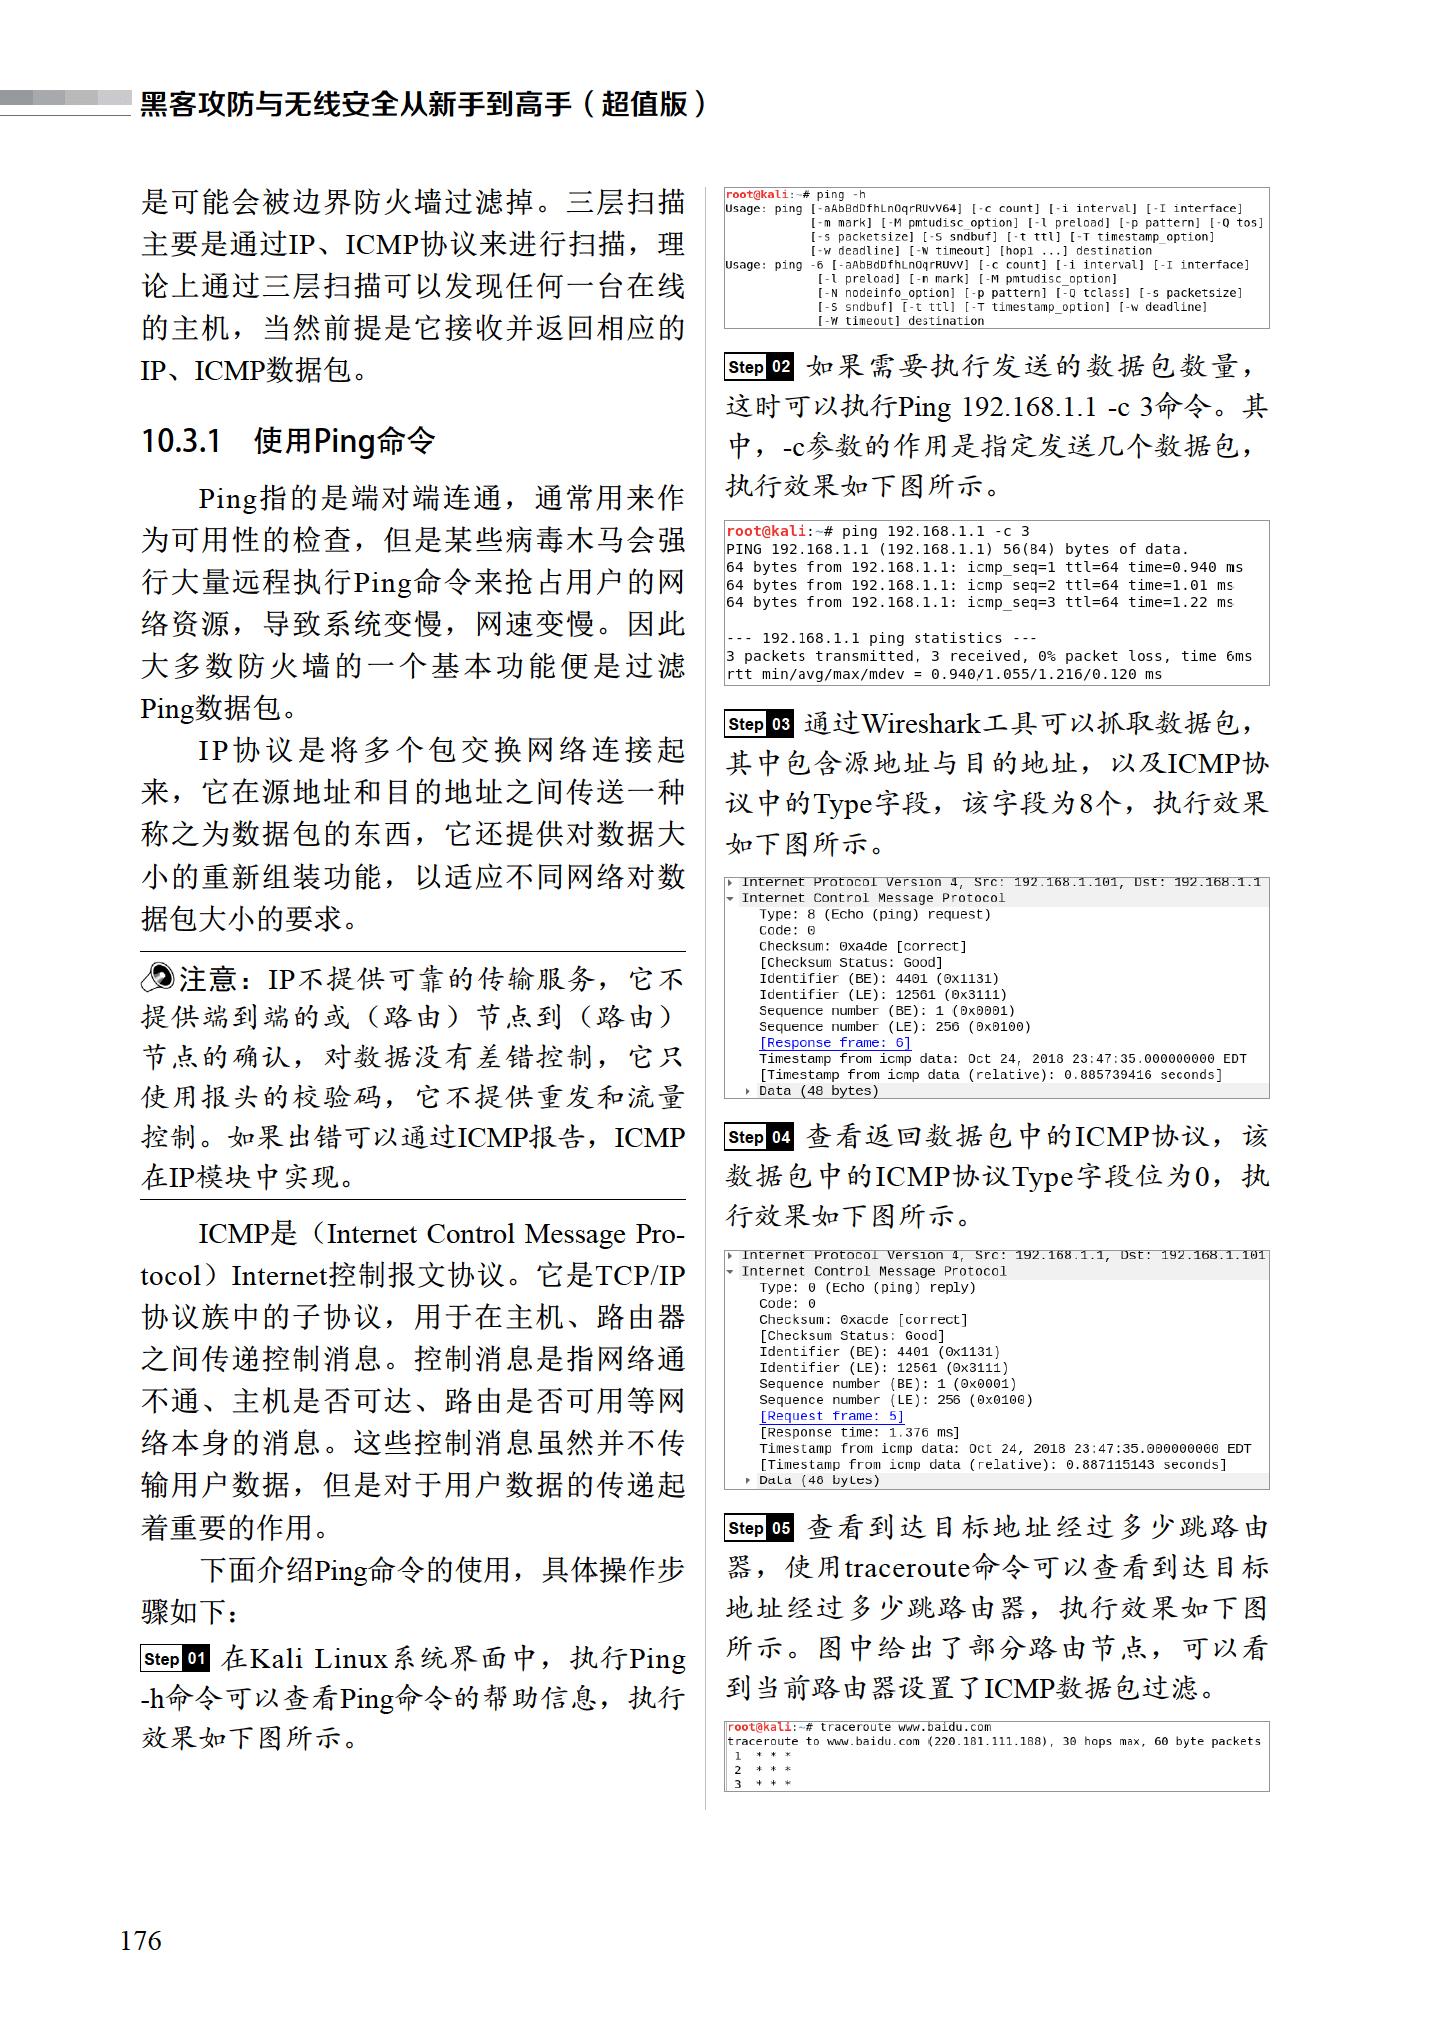 黑客攻防与无线安全从新手到高手（超值版）
是可能会被边界防火墙过滤掉。三层扫描
主要是通过IP、ICMP协议来进行扫描，理
论上通过三层扫描可以发现任何一台在线
的主机，当然前提是它接收并返回相应的
IP、ICMP数据包。
10.3.1 使用Ping命令
Ping指的是端对端连通，通常用来作
为可用性的检查，但是某些病毒木马会强
行大量远程执行Ping命令来抢占用户的网
络资源，导致系统变慢，网速变慢。因此
大多数防火墙的一个基本功能便是过滤
Ping数据包。
IP协议是将多个包交换网络连接起
来，它在源地址和目的地址之间传送一种
称之为数据包的东西，它还提供对数据大
小的重新组装功能，以适应不同网络对数
据包大小的要求。
注意：IP不提供可靠的传输服务，它不
提供端到端的或（路由）节点到（路由）
节点的确认，对数据没有差错控制，它只
使用报头的校验码，它不提供重发和流量
控制。如果出错可以通过ICMP报告，ICMP
在IP模块中实现。
ICMP是（Internet Control Message Pro-
tocol）Internet控制报文协议。它是TCP/IP
协议族中的子协议，用于在主机、路由器
之间传递控制消息。控制消息是指网络通
不通、主机是否可达、路由是否可用等网
络本身的消息。这些控制消息虽然并不传
输用户数据，但是对于用户数据的传递起
着重要的作用。
下面介绍Ping命令的使用，具体操作步
骤如下：
Step 01 在Kali Linux系统界面中，执行Ping
-h命令可以查看Ping命令的帮助信息，执行
效果如下图所示。
root@kali:~# ping -h
Usage: ping [-aAbBdDfhLnOqrRUvV64] [-c count] [-i interval] [-I interface]
[-m mark] [-M pmtudisc_option] [-l preload] [-p pattern] [-Q tos]
[-s packetsize] [-S sndbuf] [-t ttl] [-T timestamp_option]
[-w deadline] [-W timeout] [hop1 ...] destination
Usage: ping -6 [-aAbBdDfhLnOqrRUvV] [-c count] [-i interval] [-I interface]
[-l preload] [-m mark] [-M pmtudisc_option]
[-N nodeinfo_option] [-p pattern] [-Q tclass] [-s packetsize]
[-S sndbuf] [-t ttl] [-T timestamp_option] [-w deadline]
[-W timeout] destination
Step 02 如果需要执行发送的数据包数量，
这时可以执行Ping 192.168.1.1 -c 3命令。其
中，-c参数的作用是指定发送几个数据包，
执行效果如下图所示。
root@kali:~# ping 192.168.1.1 -c 3
PING 192.168.1.1 (192.168.1.1) 56(84) bytes of data.
64 bytes from 192.168.1.1: icmp_seq=1 ttl=64 time=0.940 ms
64 bytes from 192.168.1.1: icmp_seq=2 ttl=64 time=1.01 ms
64 bytes from 192.168.1.1: icmp_seq=3 ttl=64 time=1.22 ms
--- 192.168.1.1 ping statistics ---
3 packets transmitted, 3 received, 0% packet loss, time 6ms
rtt min/avg/max/mdev = 0.940/1.055/1.216/0.120 ms
Step 03 通过Wireshark工具可以抓取数据包，
其中包含源地址与目的地址，以及ICMP协
议中的Type字段，该字段为8个，执行效果
如下图所示。
Internet Protocol Version 4, Src: 192.168.1.101, Dst: 192.168.1.1
Internet Control Message Protocol
Type: 8 (Echo (ping) request)
Code: 0
Checksum: 0xa4de [correct]
[Checksum Status: Good]
Identifier (BE): 4401 (0x1131)
Identifier (LE): 12561 (0x3111)
Sequence number (BE): 1 (0x0001)
Sequence number (LE): 256 (0x0100)
[Response frame: 6]
Timestamp from icmp data: Oct 24, 2018 23:47:35.000000000 EDT
[Timestamp from icmp data (relative): 0.885739416 seconds]
Data (48 bytes)
Step 04 查看返回数据包中的ICMP协议，该
数据包中的ICMP协议Type字段位为0，执
行效果如下图所示。
Internet Protocol Version 4, Src: 192.168.1.1, Dst: 192.168.1.101
Internet Control Message Protocol
Type: 0 (Echo (ping) reply)
Code: 0
Checksum: 0xacde [correct]
[Checksum Status: Good]
Identifier (BE): 4401 (0x1131)
Identifier (LE): 12561 (0x3111)
Sequence number (BE): 1 (0x0001)
Sequence number (LE): 256 (0x0100)
[Request frame: 5]
[Response time: 1.376 ms]
Timestamp from icmp data: Oct 24, 2018 23:47:35.000000000 EDT
[Timestamp from icmp data (relative): 0.887115143 seconds]
Data (48 bytes)
Step 05 查看到达目标地址经过多少跳路由
器，使用traceroute命令可以查看到达目标
地址经过多少跳路由器，执行效果如下图
所示。图中给出了部分路由节点，可以看
到当前路由器设置了ICMP数据包过滤。
root@kali:~# traceroute www.baidu.com
traceroute to www.baidu.com (220.181.111.188), 30 hops max, 60 byte packets
1 * * *
2 * * *
3 * * *
176